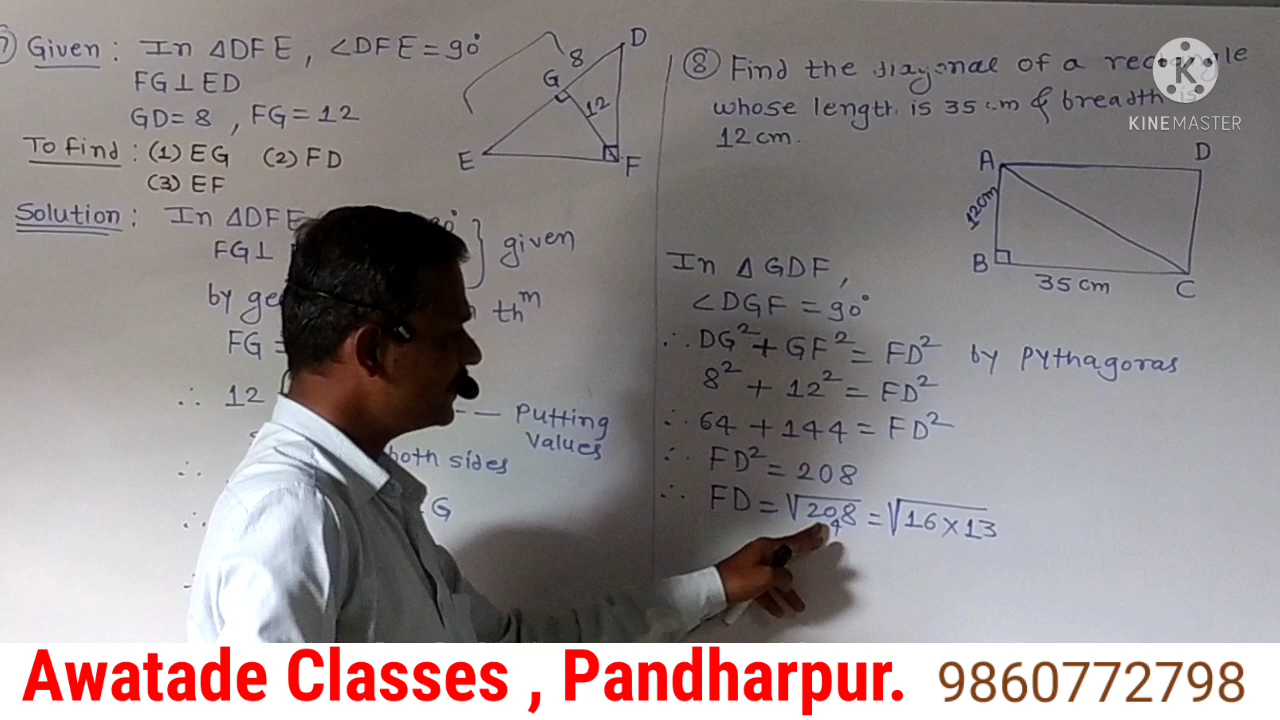 7) Given : In ΔDFE , ∠DFE = 90°
FG⊥ED
GD = 8 , FG = 12
To find : (1) EG (2) FD
(3) EF
Solution : In ΔDFE
FG⊥
given
by ge
thm
FG =
∴ 12
- - Putting
values
∴ both sides
∴ G
∴
D
8
G
12
E
F
⑧ Find the diagonal of a rectangle
whose length is 35 cm & breadth is
12 cm.
A D
12cm
B
35 cm C
In Δ GDF,
∠DGF = 90°
∴ DG² + GF² = FD² by Pythagoras
8² + 12² = FD²
∴ 64 + 144 = FD²
∴ FD² = 208
∴ FD = √208 = √16 × 13
4
K
KINEMASTER
Awatade Classes , Pandharpur. 9860772798